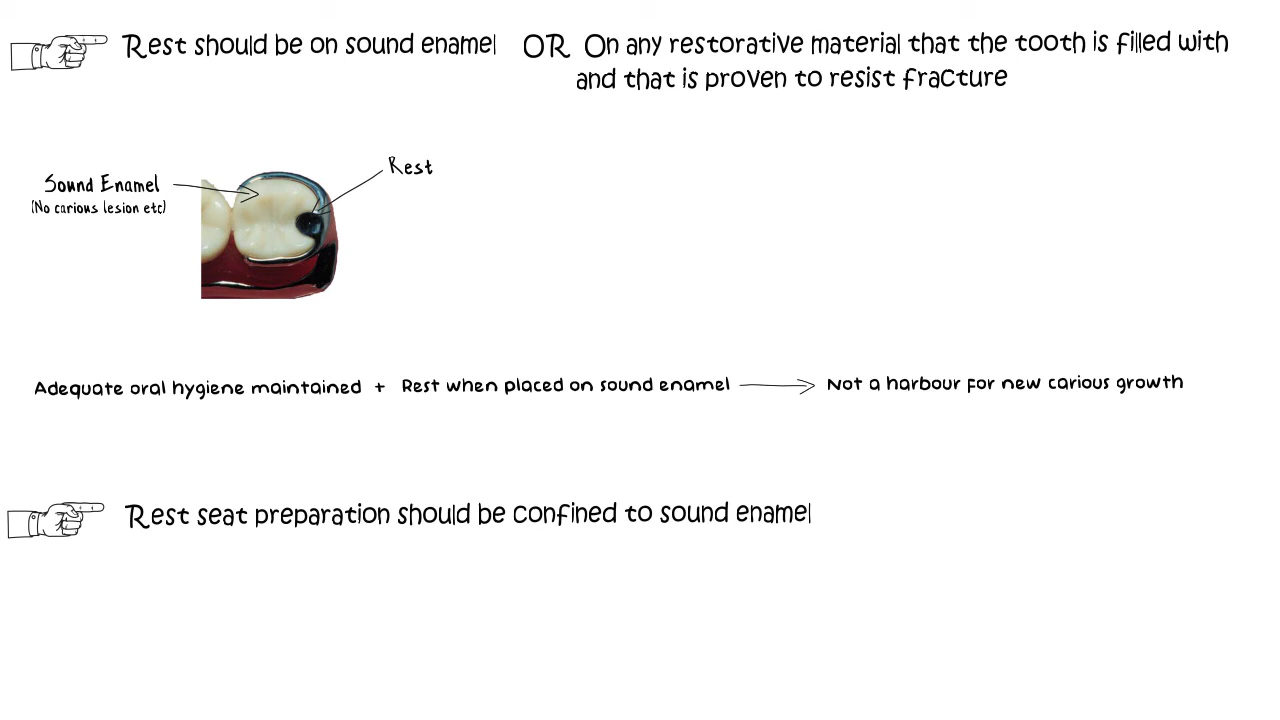 Rest should be on sound enamel OR On any restorative material that the tooth is filled with
and that is proven to resist fracture
Rest
Sound Enamel
(No carious lesion etc)
Adequate oral hygiene maintained + Rest when placed on sound enamel → Not a harbour for new carious growth
Rest seat preparation should be confined to sound enamel